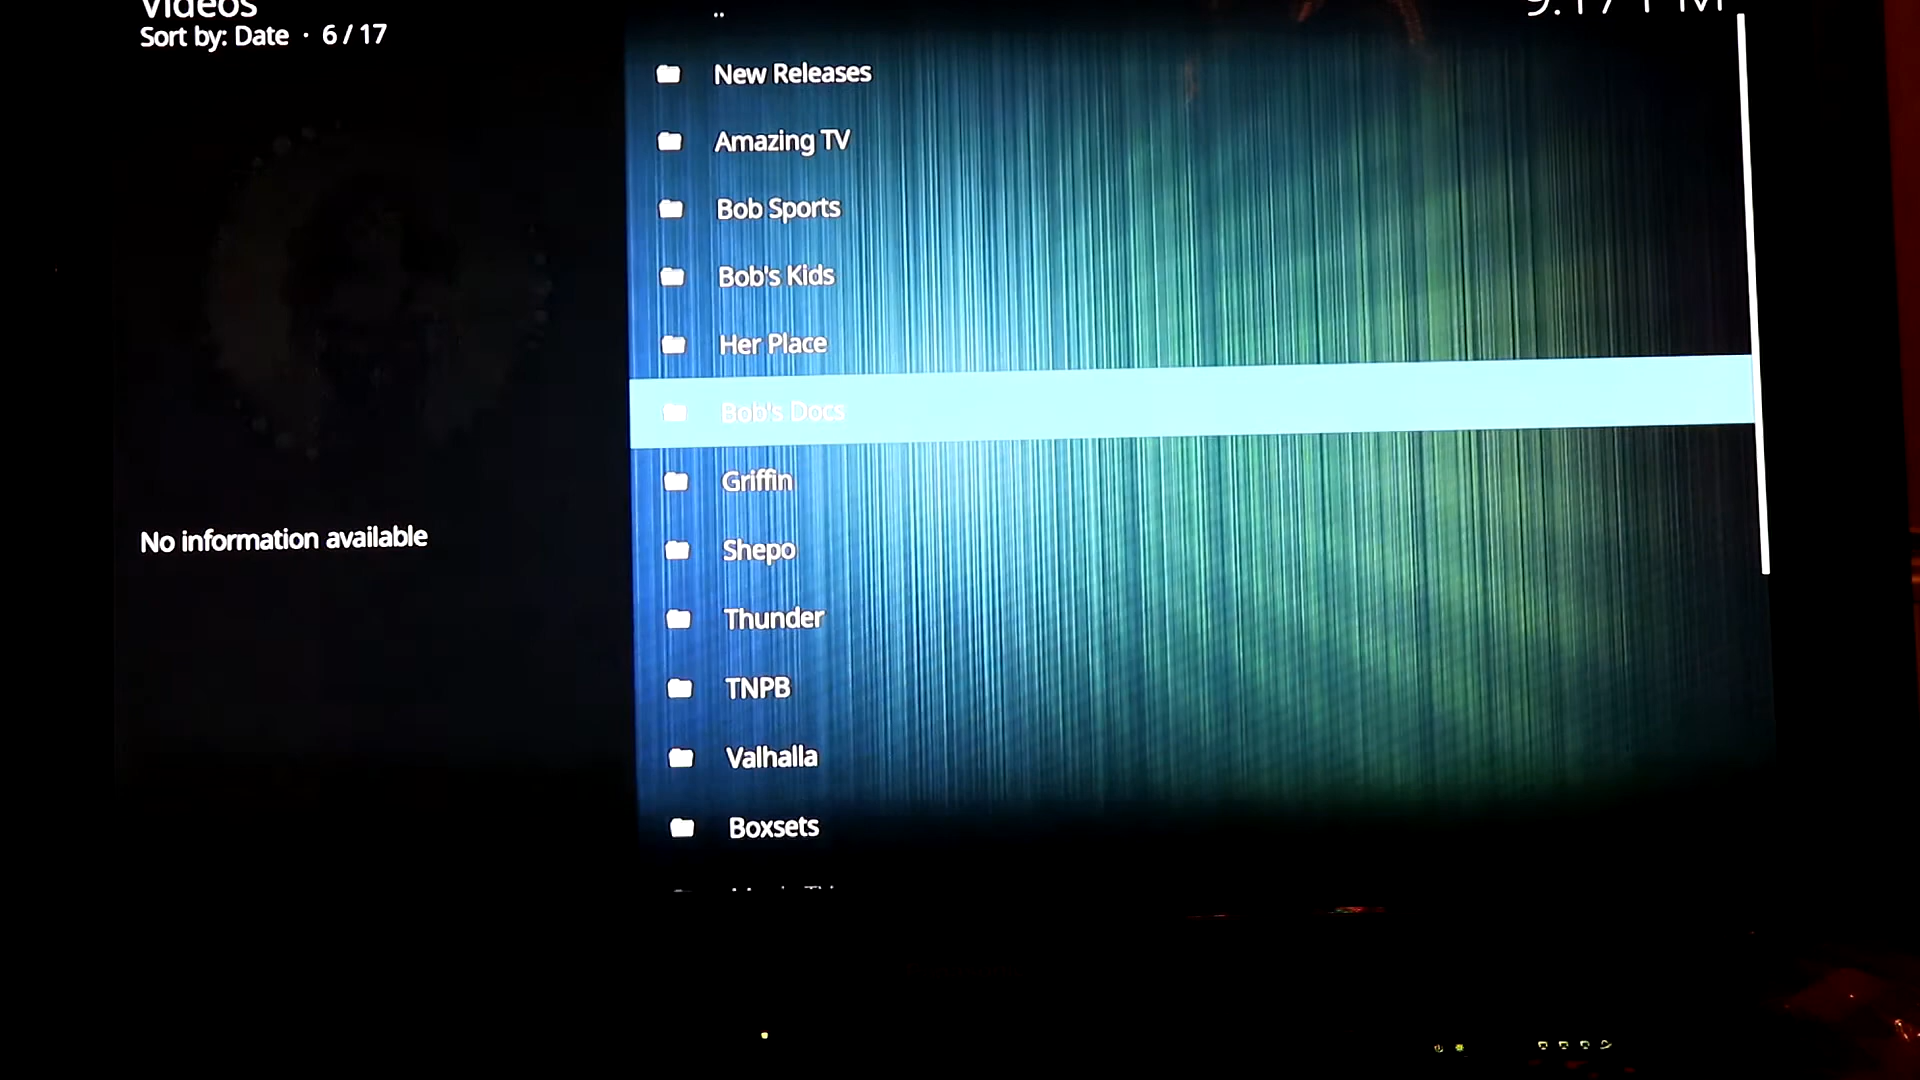 Videos
Sort by: Date · 6 / 17
..
New Releases
Amazing TV
Bob Sports
Bob's Kids
Her Place
Bob's Docs
Griffin
Shepo
Thunder
TNPB
Valhalla
Boxsets
No information available